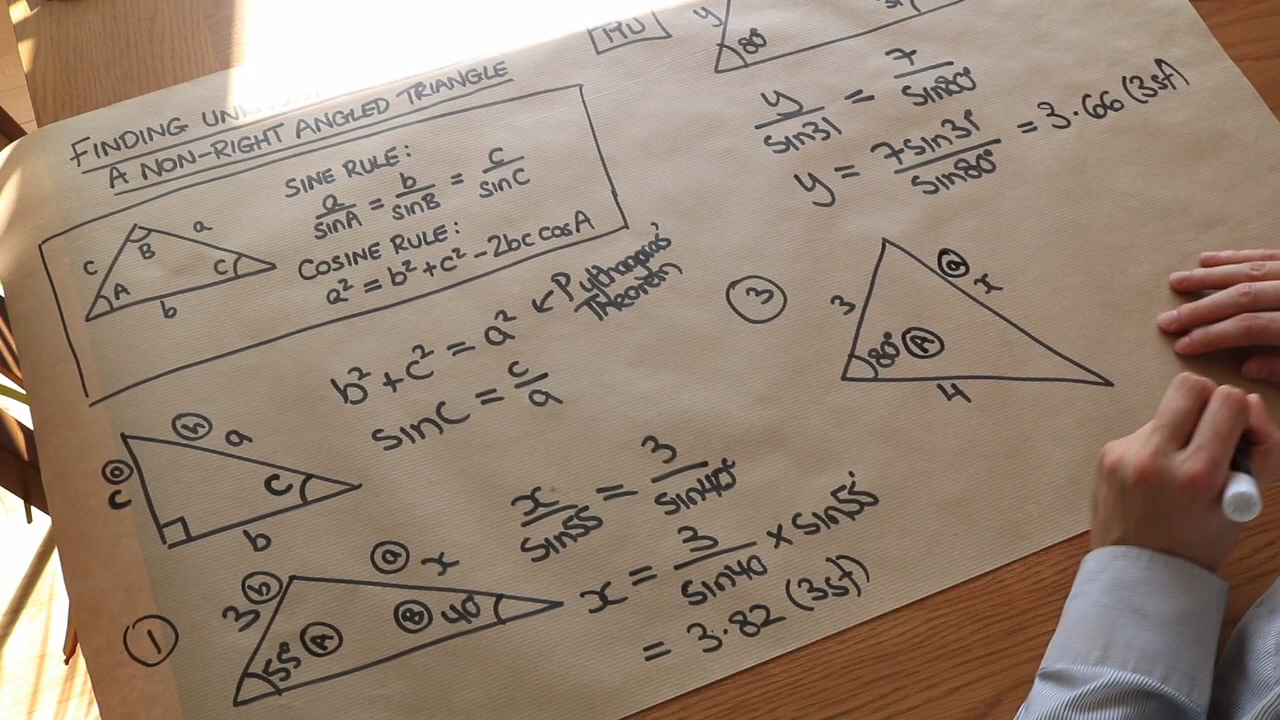 FINDING
A NON-RIGHT ANGLED TRIANGLE
SINE RULE:
a/sinA = b/sinB = c/sinC
COSINE RULE:
a² = b² + c² - 2bc cosA
c B a
A b C
b² + c² = a² ← Pythagoras'
Theorem
sinC = c/a
h a
o c
C
b
1
3 b
a x
55° A
B 40°
x/sin55 = 3/sin40°
x = 3/sin40 × sin55°
= 3.82 (3sf)
y
80°
y/sin31 = 7/sin80°
y = 7sin31°/sin80° = 3.66 (3sf)
3
3
a x
80° A
4